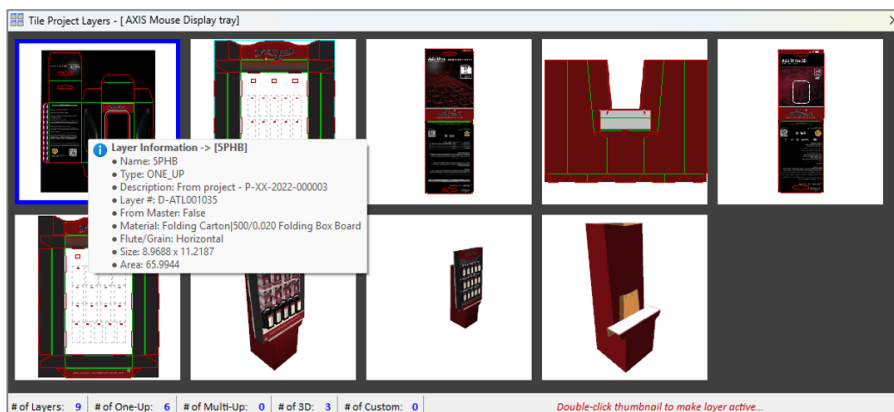 Tile Project Layers - [ AXIS Mouse Display tray]
Layer Information -> [5PHB]
● Name: 5PHB
● Type: ONE_UP
● Description: From project - P-XX-2022-000003
● Layer #: D-ATL001035
● From Master: False
● Material: Folding Carton|500/0.020 Folding Box Board
● Flute/Grain: Horizontal
● Size: 8.9688 x 11.2187
● Area: 65.9944
# of Layers: 9 # of One-Up: 6 # of Multi-Up: 0 # of 3D: 3 # of Custom: 0 Double-click thumbnail to make layer active...